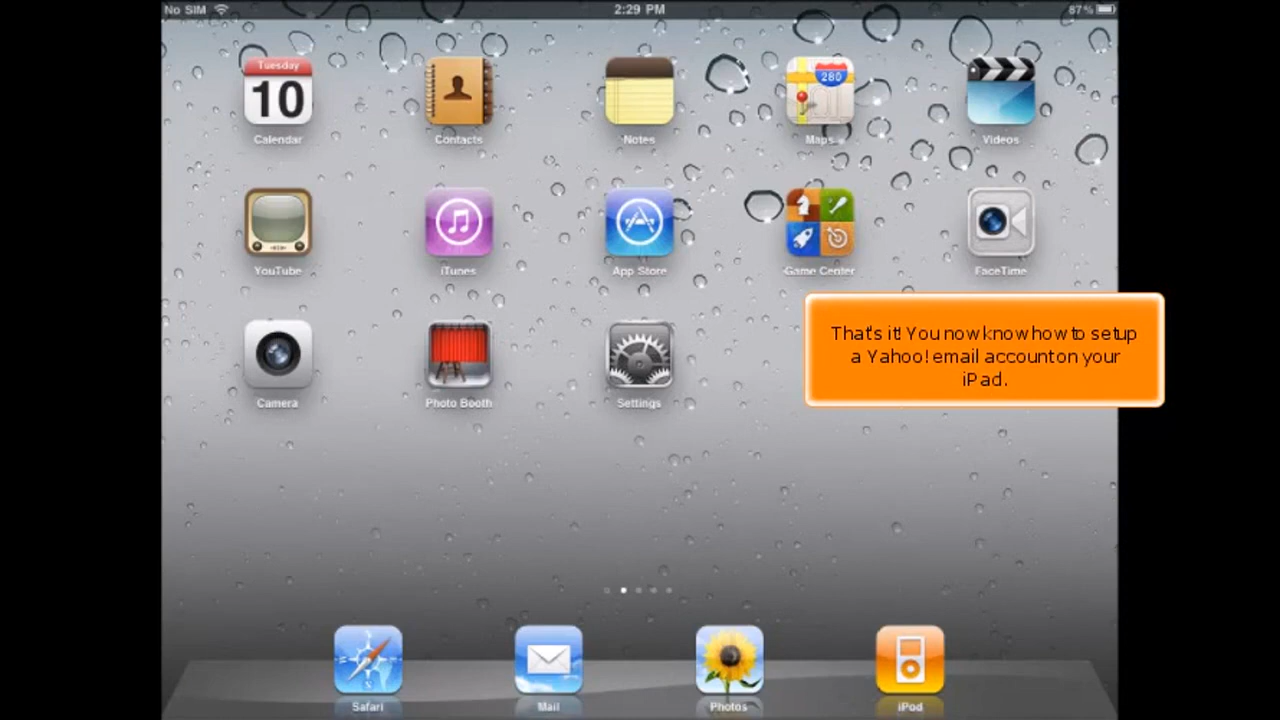 No SIM 2:29 PM 87%
Tuesday
10
280
Calendar Contacts Notes Maps Videos
YouTube iTunes App Store Game Center FaceTime
That's it! You now know how to setup
a Yahoo! email account on your
iPad.
Camera Photo Booth Settings
Safari Mail Photos iPod